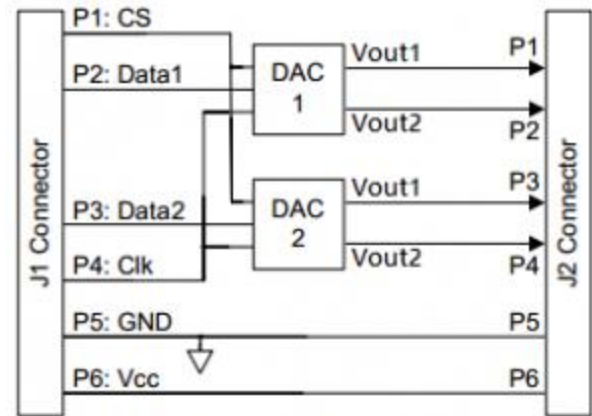 J1 Connector
P1: CS
P2: Data1
P3: Data2
P4: Clk
P5: GND
P6: Vcc
DAC
1
Vout1
Vout2
DAC
2
Vout1
Vout2
P1
P2
P3
P4
P5
P6
J2 Connector